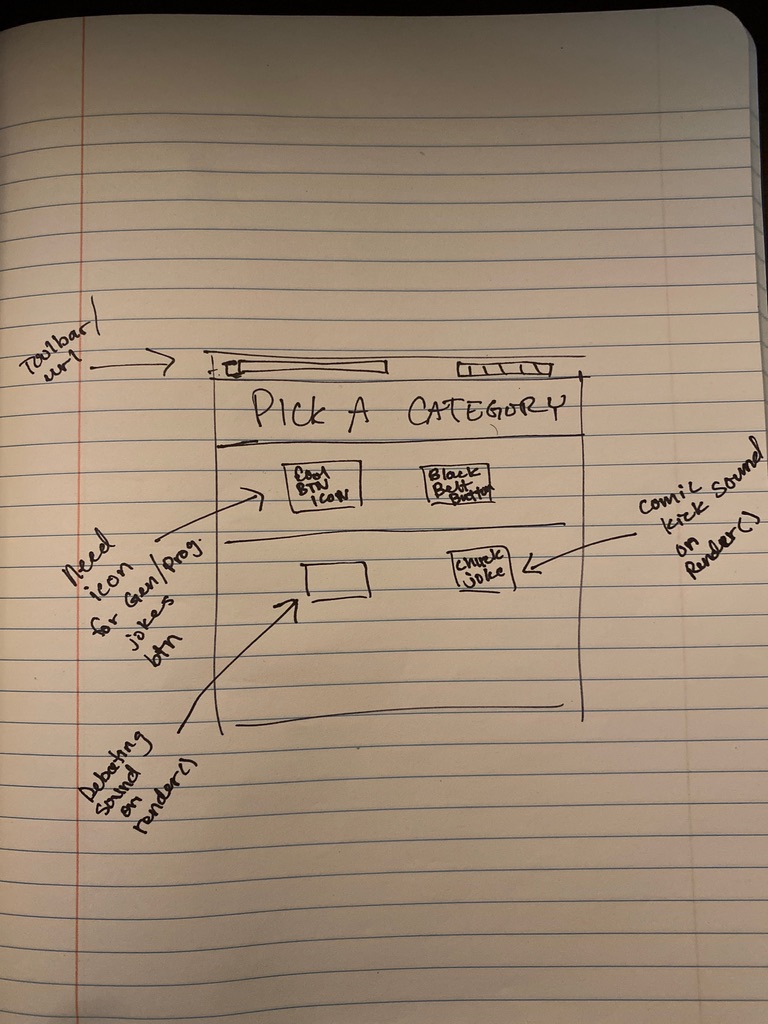 Toolbar/
url
PICK A CATEGORY
Cool
BTN
icon
Black
Belt
Button
Need
icon
for Gen/Prog.
jokes
btn
Chuck
joke
Comic
kick sound
on
Render()
Debating
sound
on
render()